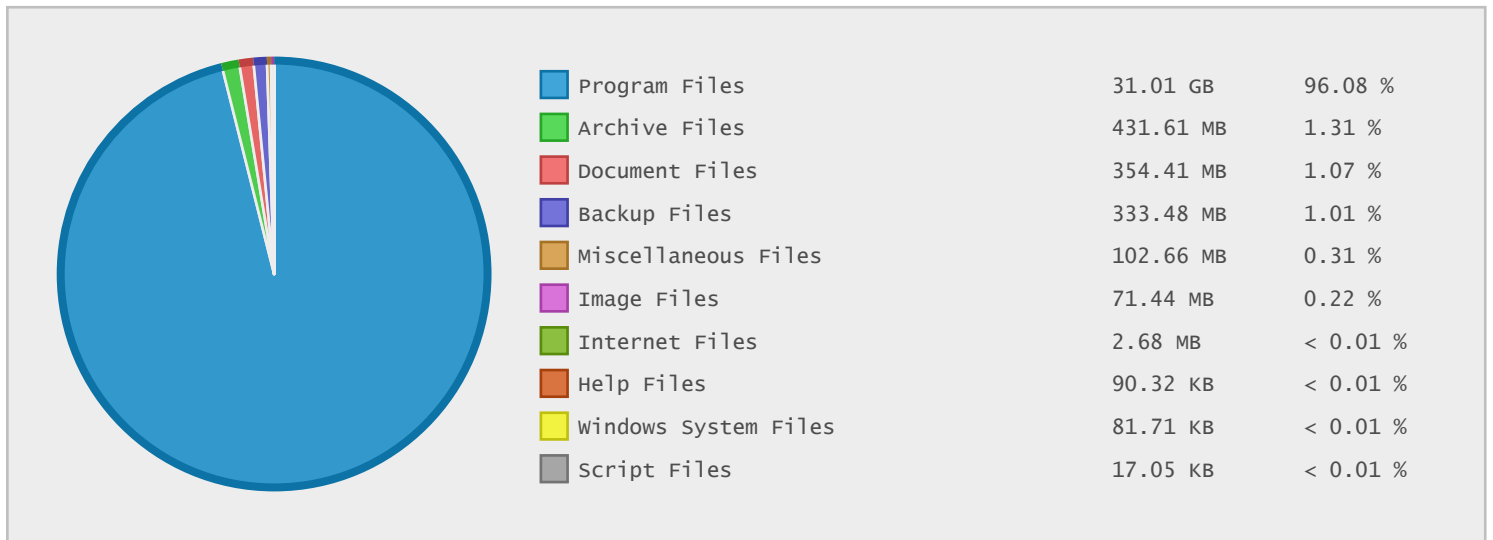 Program Files 31.01 GB 96.08 %
Archive Files 431.61 MB 1.31 %
Document Files 354.41 MB 1.07 %
Backup Files 333.48 MB 1.01 %
Miscellaneous Files 102.66 MB 0.31 %
Image Files 71.44 MB 0.22 %
Internet Files 2.68 MB < 0.01 %
Help Files 90.32 KB < 0.01 %
Windows System Files 81.71 KB < 0.01 %
Script Files 17.05 KB < 0.01 %